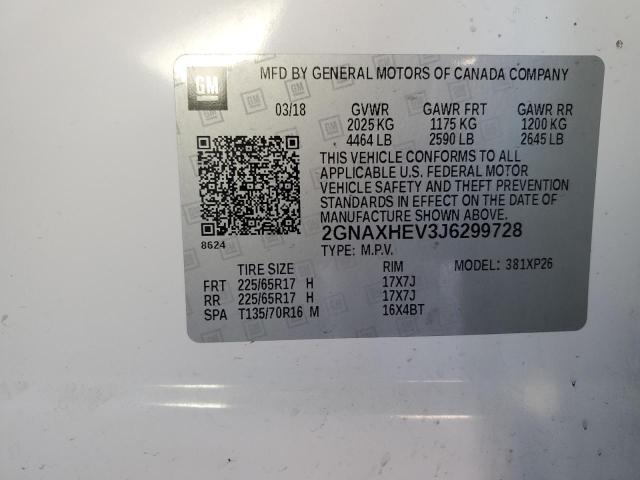 GM
MFD BY GENERAL MOTORS OF CANADA COMPANY
03/18 GVWR GAWR FRT GAWR RR
2025 KG 1175 KG 1200 KG
4464 LB 2590 LB 2645 LB
THIS VEHICLE CONFORMS TO ALL
APPLICABLE U.S. FEDERAL MOTOR
VEHICLE SAFETY AND THEFT PREVENTION
STANDARDS IN EFFECT ON THE DATE OF
MANUFACTURE SHOWN ABOVE.
8624
2GNAXHEV3J6299728
TYPE: M.P.V.
TIRE SIZE RIM MODEL: 381XP26
FRT 225/65R17 H 17X7J
RR 225/65R17 H 17X7J
SPA T135/70R16 M 16X4BT